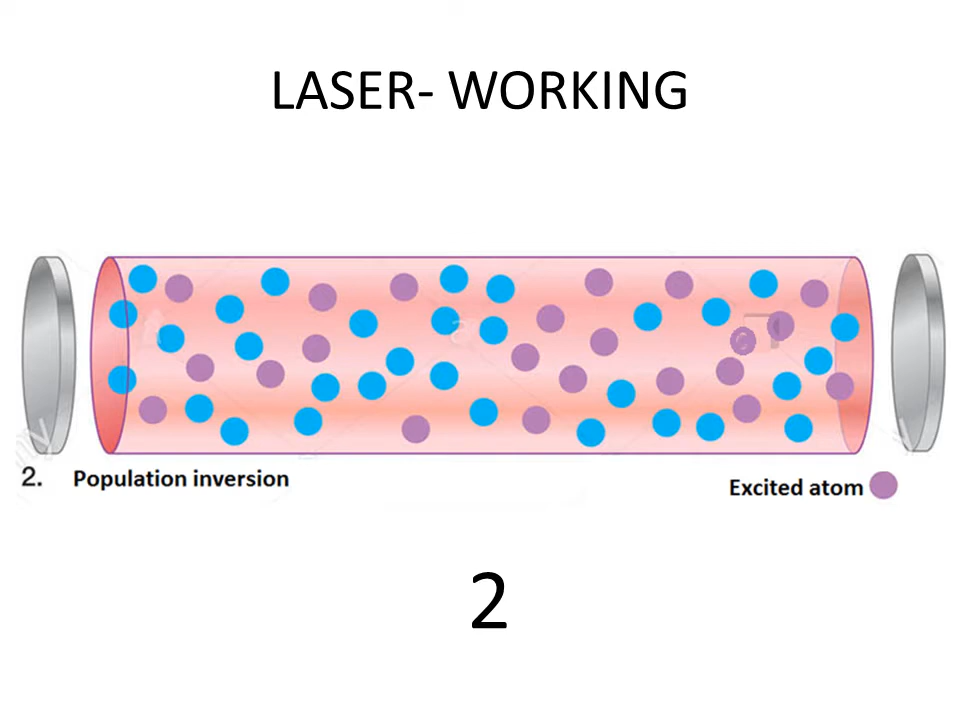 LASER- WORKING
2. Population inversion
Excited atom
2